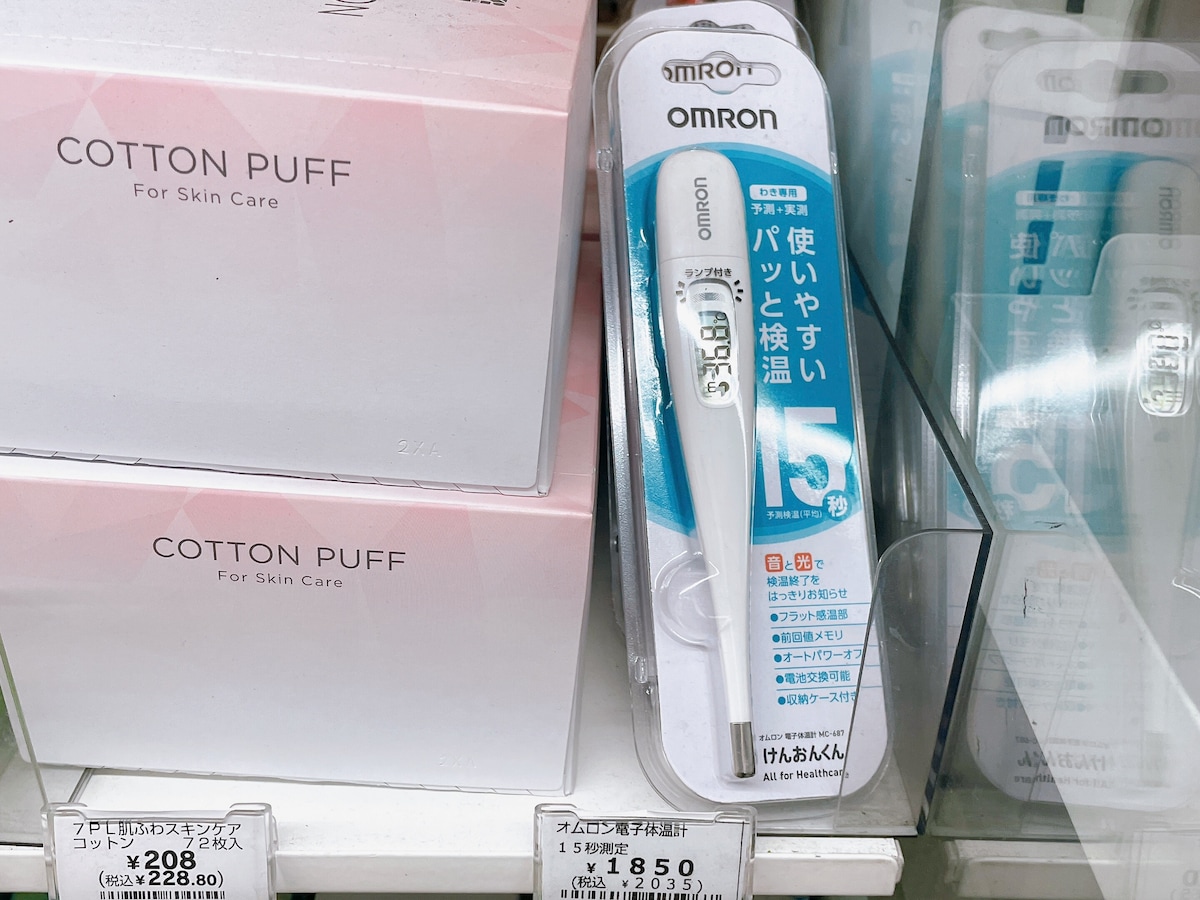 COTTON PUFF
For Skin Care
2XA
COTTON PUFF
For Skin Care
2XA
OMRON
OMRON
OMRON
わき専用
予測+実測
使いやすい
パッと検温
ランプ付き
15秒
予測検温(平均)
音と光で
検温終了を
はっきりお知らせ
●フラット感温部
●前回値メモリ
●オートパワーオフ
●電池交換可能
●収納ケース付き
オムロン 電子体温計 MC-687
けんおんくん
All for Healthcare
7PL肌ふわスキンケア
コットン 72枚入
¥208
(税込¥228.80)
オムロン電子体温計
15秒測定
¥1850
(税込 ¥2035)